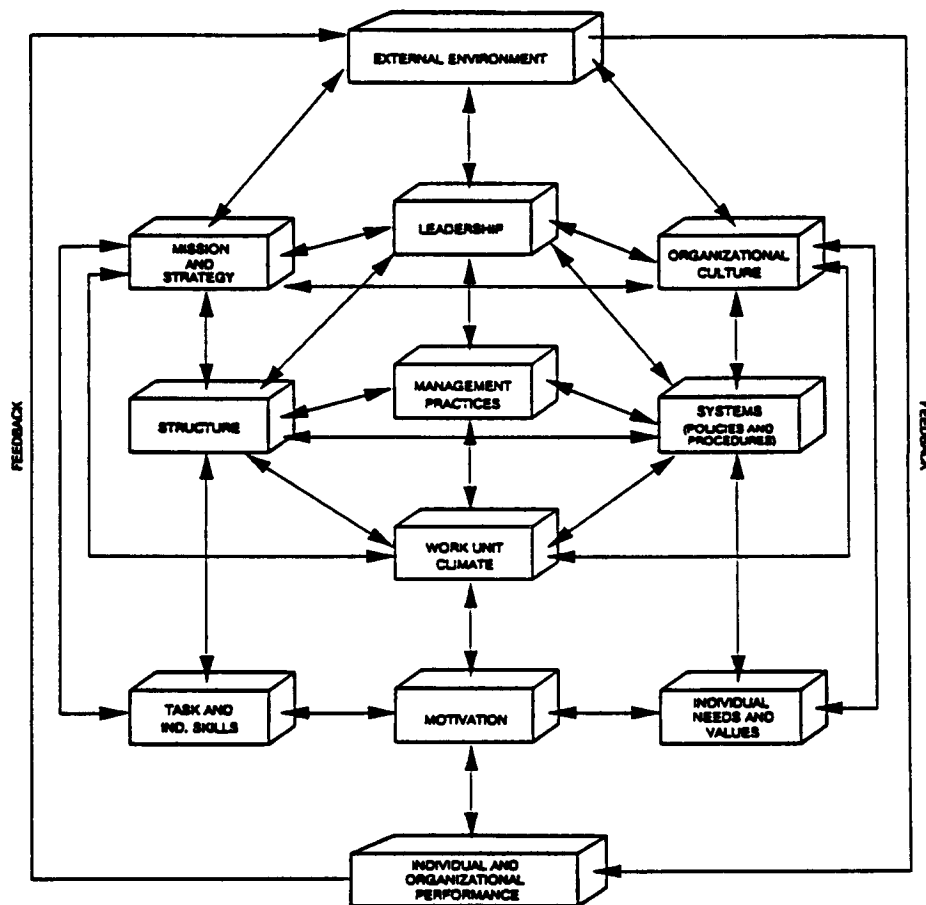 EXTERNAL ENVIRONMENT
LEADERSHIP
MISSION
AND
STRATEGY
ORGANIZATIONAL
CULTURE
MANAGEMENT
PRACTICES
STRUCTURE
SYSTEMS
(POLICIES AND
PROCEDURES)
FEEDBACK
FEEDBACK
WORK UNIT
CLIMATE
TASK AND
IND. SKILLS
MOTIVATION
INDIVIDUAL
NEEDS AND
VALUES
INDIVIDUAL AND
ORGANIZATIONAL
PERFORMANCE